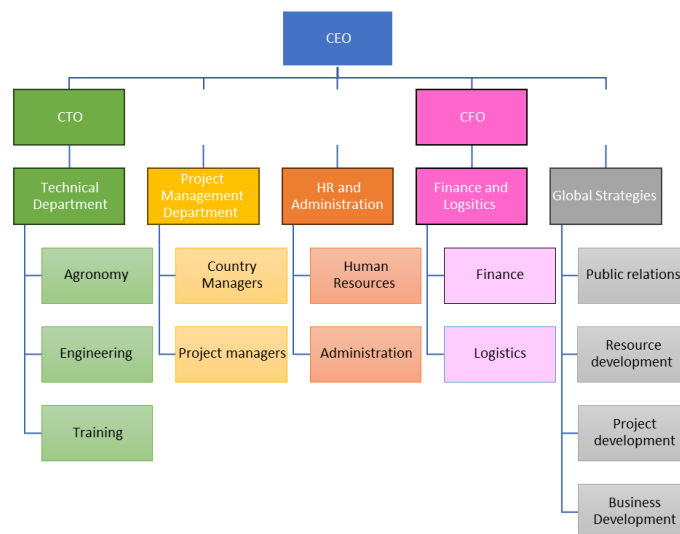 CEO
CTO
CFO
Technical
Department
Project
Management
Department
HR and
Administration
Finance and
Logsitics
Global Strategies
Agronomy
Country
Managers
Human
Resources
Finance
Public relations
Engineering
Project managers
Administration
Logistics
Resource
development
Training
Project
development
Business
Development